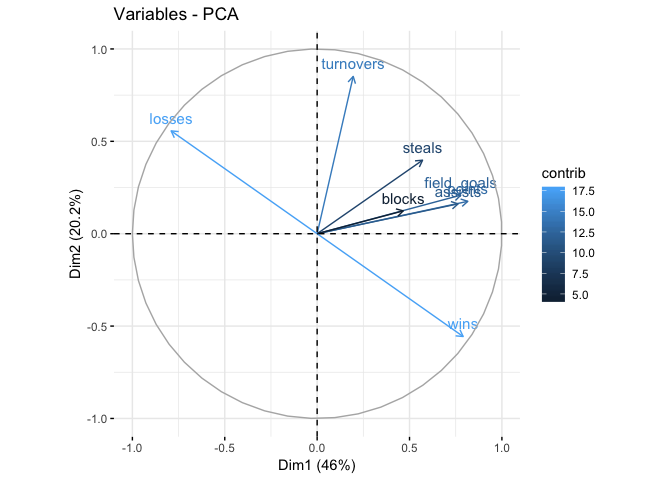 Variables - PCA
1.0
turnovers
losses
0.5
steals
field_goals
points
assists
blocks
0.0
wins
-0.5
-1.0
Dim2 (20.2%)
-1.0 -0.5 0.0 0.5 1.0
Dim1 (46%)
contrib
17.5
15.0
12.5
10.0
7.5
5.0